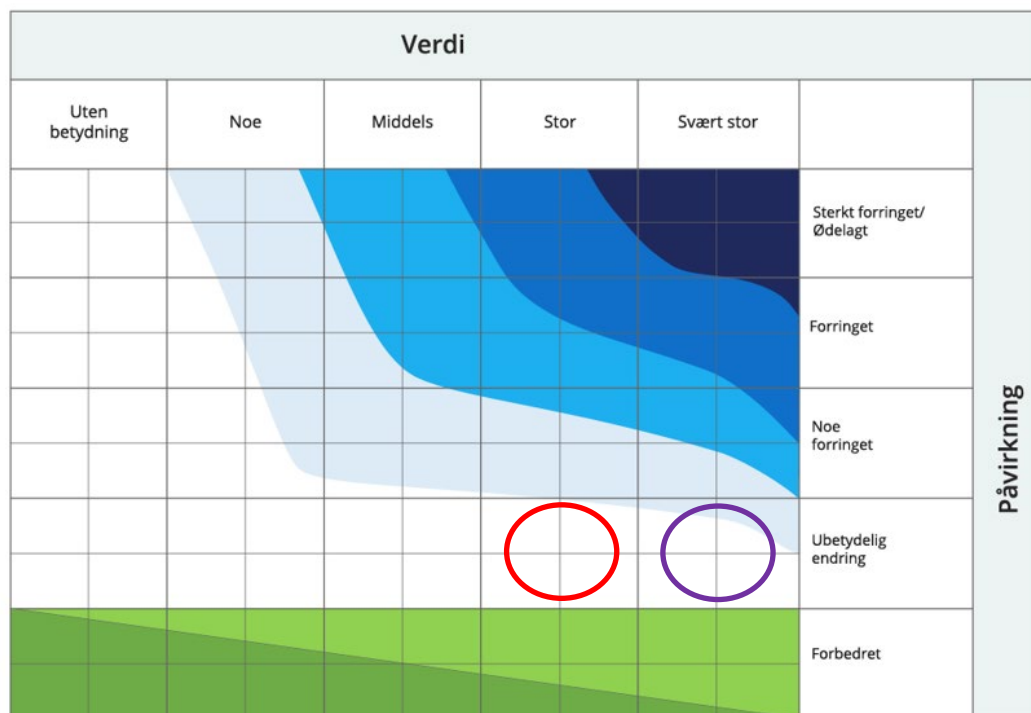 Verdi
Uten
betydning
Noe
Middels
Stor
Svært stor
Sterkt forringet/
Ødelagt
Forringet
Noe
forringet
Ubetydelig
endring
Forbedret
Påvirkning